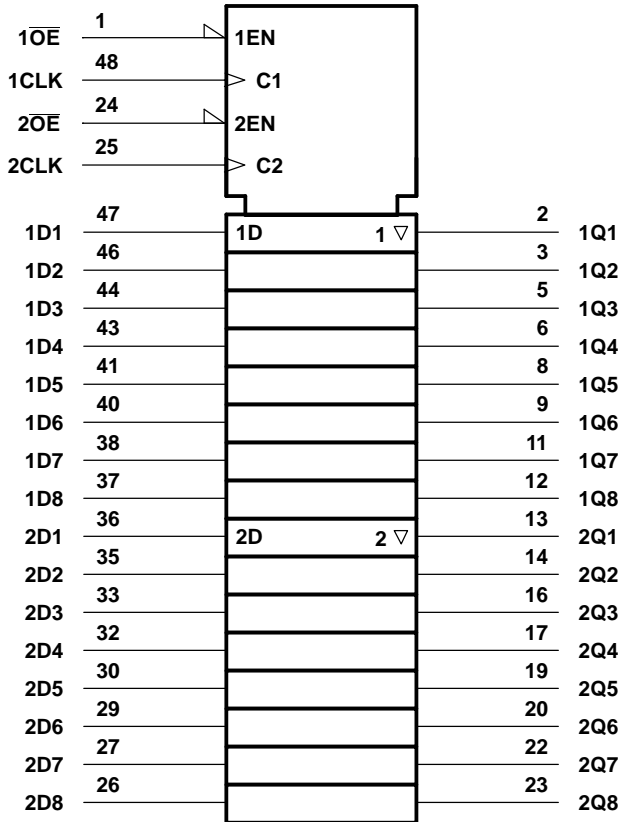 1O̅E̅ 1 1EN
1CLK 48 C1
2O̅E̅ 24 2EN
2CLK 25 C2
1D1 47 1D 1 ▽ 2 1Q1
1D2 46 3 1Q2
1D3 44 5 1Q3
1D4 43 6 1Q4
1D5 41 8 1Q5
1D6 40 9 1Q6
1D7 38 11 1Q7
1D8 37 12 1Q8
2D1 36 2D 2 ▽ 13 2Q1
2D2 35 14 2Q2
2D3 33 16 2Q3
2D4 32 17 2Q4
2D5 30 19 2Q5
2D6 29 20 2Q6
2D7 27 22 2Q7
2D8 26 23 2Q8